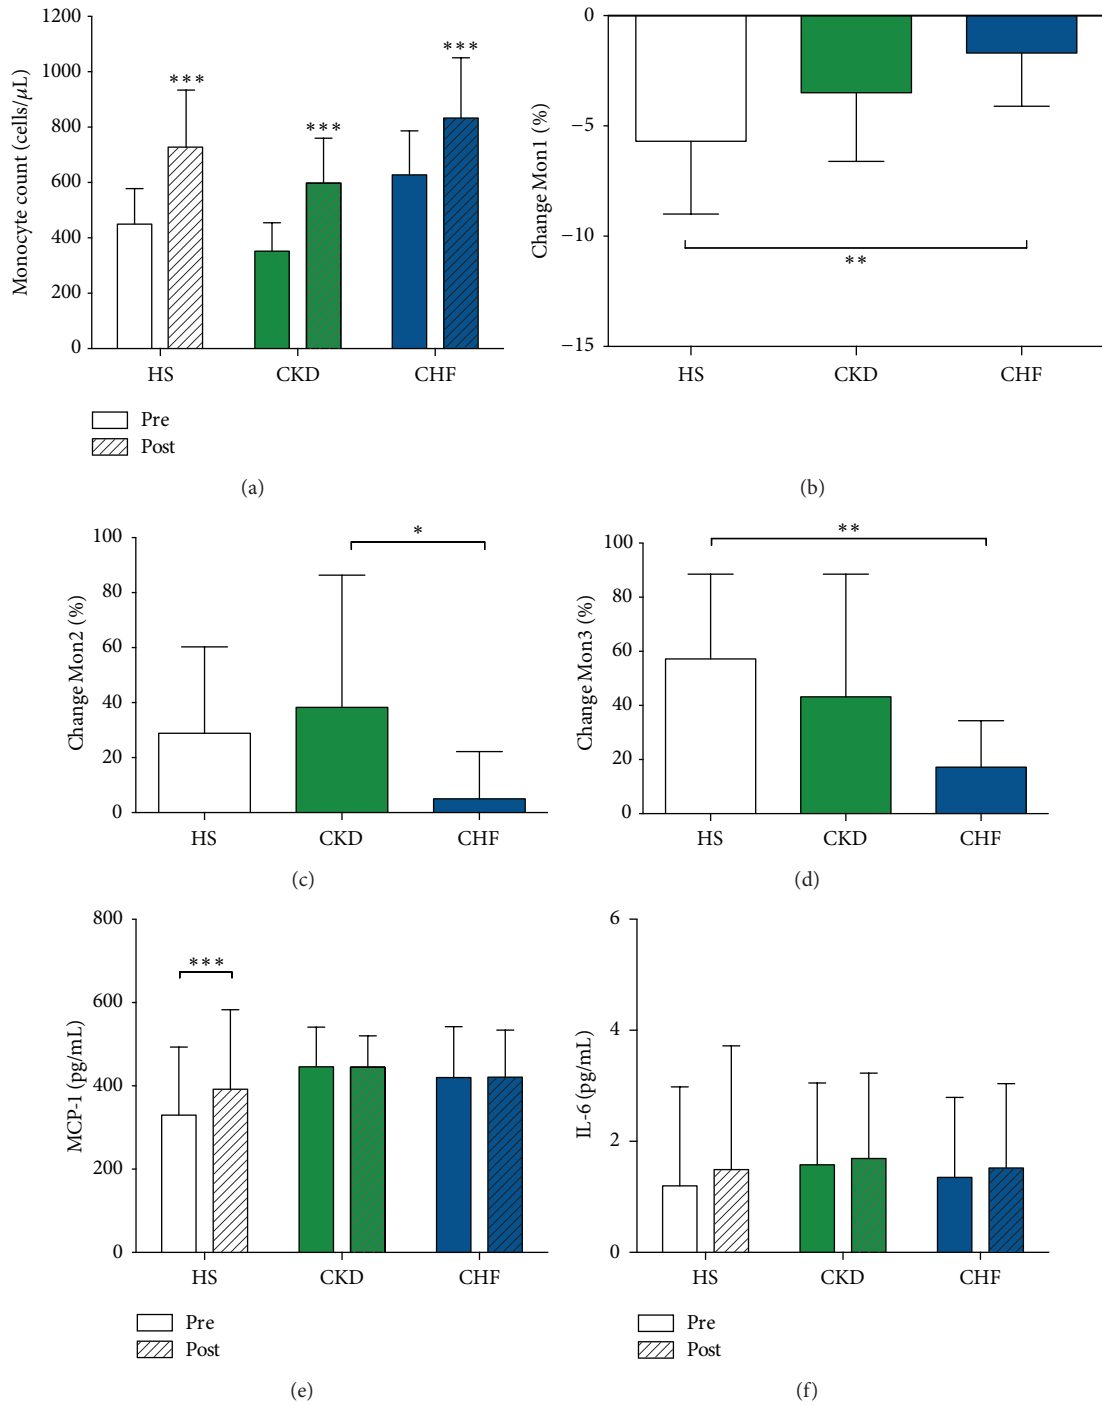 1200
1000
800
600
400
200
0
Monocyte count (cells/μL)
***
***
***
HS
CKD
CHF
Pre
Post
(a)
0
−5
−10
−15
Change Mon1 (%)
**
HS
CKD
CHF
(b)
100
80
60
40
20
0
Change Mon2 (%)
*
HS
CKD
CHF
(c)
100
80
60
40
20
0
Change Mon3 (%)
**
HS
CKD
CHF
(d)
800
600
400
200
0
MCP-1 (pg/mL)
***
HS
CKD
CHF
Pre
Post
(e)
6
4
2
0
IL-6 (pg/mL)
HS
CKD
CHF
Pre
Post
(f)